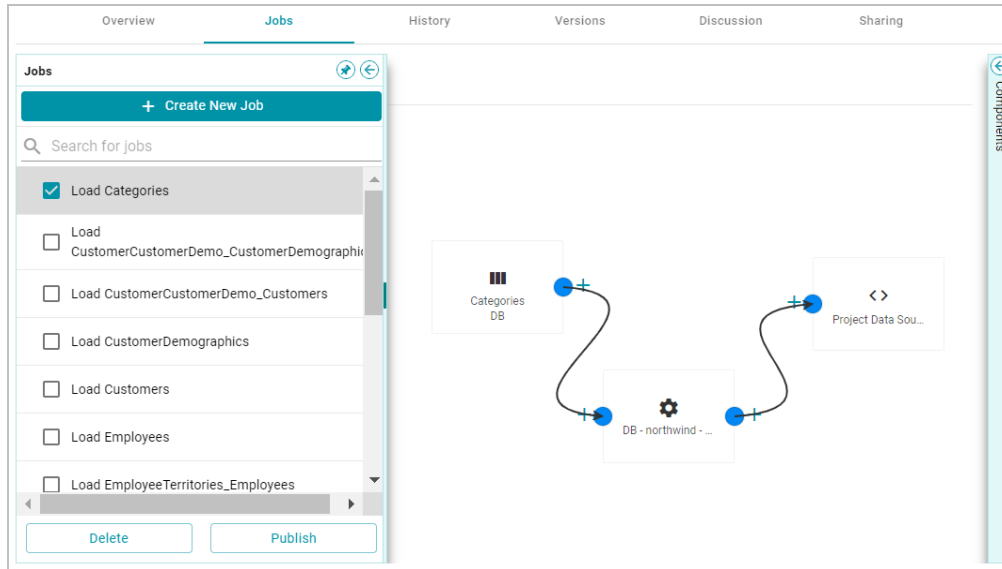 Overview Jobs History Versions Discussion Sharing
Jobs
+ Create New Job
Search for jobs
Load Categories
Load
CustomerCustomerDemo_CustomerDemographi
Load CustomerCustomerDemo_Customers
Load CustomerDemographics
Load Customers
Load Employees
Load EmployeeTerritories_Employees
Delete Publish
Categories
DB
DB - northwind - ...
Project Data Sou...
Components